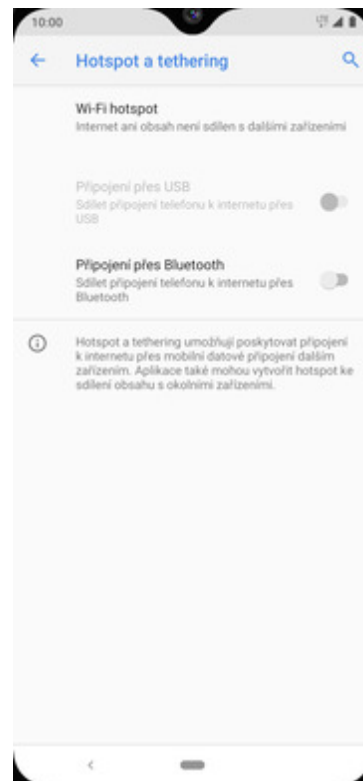 10:00
Hotspot a tethering
Wi-Fi hotspot
Internet ani obsah není sdílen s dalšími zařízeními
Připojení přes USB
Sdílet připojení telefonu k internetu přes
USB
Připojení přes Bluetooth
Sdílet připojení telefonu k internetu přes
Bluetooth
Hotspot a tethering umožňují poskytovat připojení
k internetu přes mobilní datové připojení dalším
zařízením. Aplikace také mohou vytvořit hotspot ke
sdílení obsahu s okolními zařízeními.